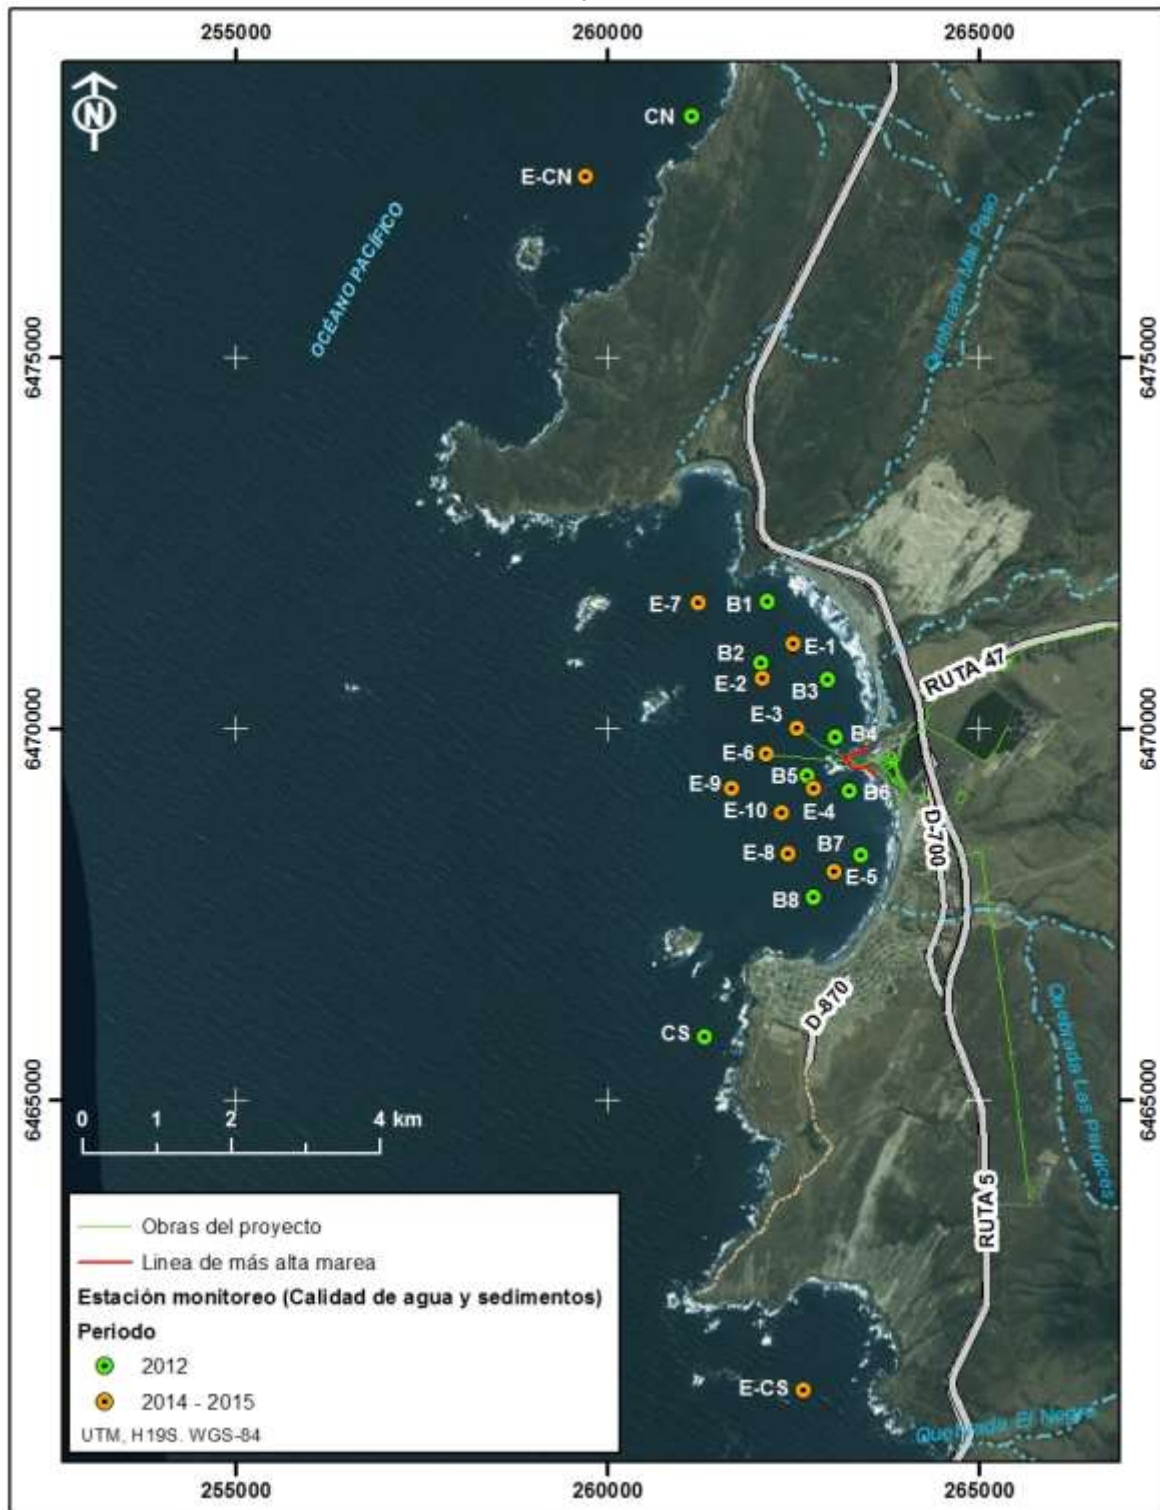 255000
260000
265000
N
CN
E-CN
OCÉANO PACÍFICO
Quebrada Mal Paso
6475000
6475000
E-7
B1
E-1
B2
E-2
B3
RUTA 47
E-3
6470000
6470000
B4
E-6
B5
E-9
B6
E-10
E-4
D-700
B7
E-8
E-5
B8
D-870
CS
Quebrada Las Perdices
6465000
6465000
0 1 2 4 km
RUTA 5
Obras del proyecto
Linea de más alta marea
Estación monitoreo (Calidad de agua y sedimentos)
Periodo
2012
2014 - 2015
UTM, H19S. WGS-84
E-CS
Quebrada El Negro
255000
260000
265000